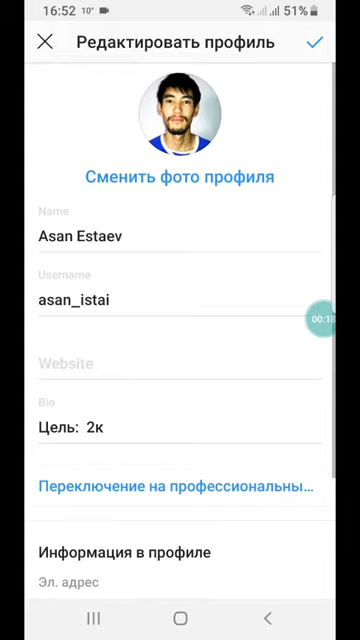 16:52 10° 51%
Редактировать профиль
Сменить фото профиля
Name
Asan Estaev
Username
asan_istai
00:18
Website
Bio
Цель: 2к
Переключение на профессиональны...
Информация в профиле
Эл. адрес